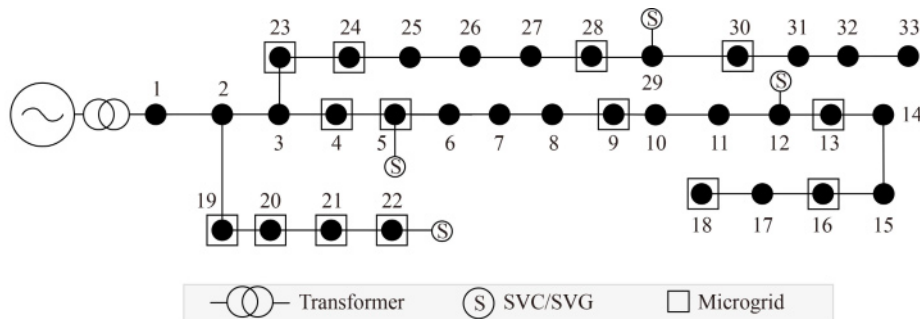 23 24 25 26 27 28 S 30 31 32 33
29
1 2 S
3 4 5 6 7 8 9 10 11 12 13 14
S
19 20 21 22
S
18 17 16 15
Transformer S SVC/SVG Microgrid